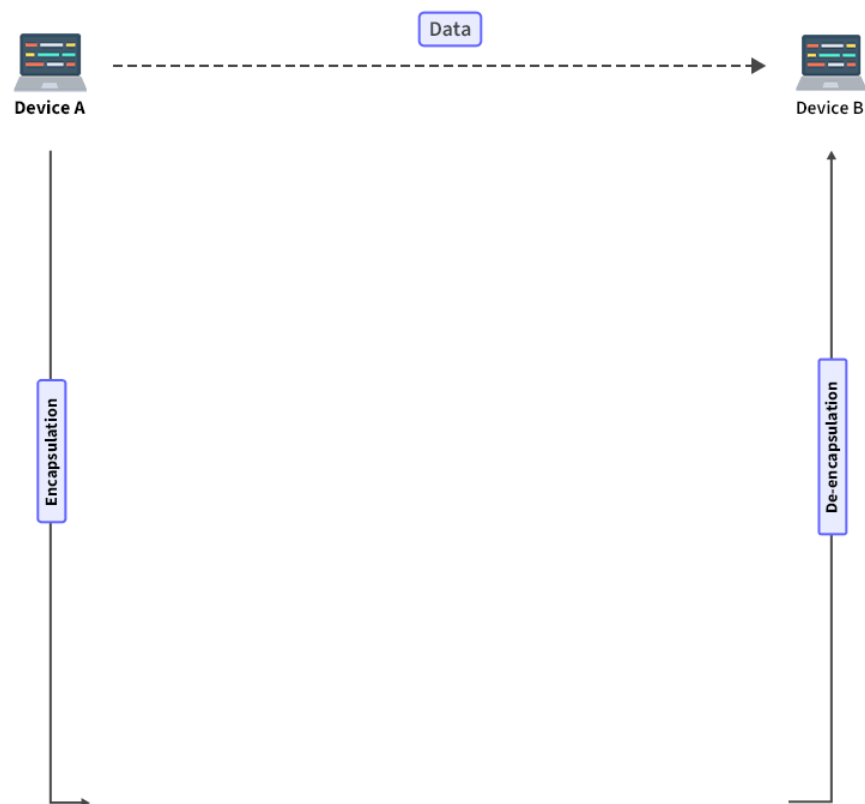 Data
Device A
Device B
Encapsulation
De-encapsulation